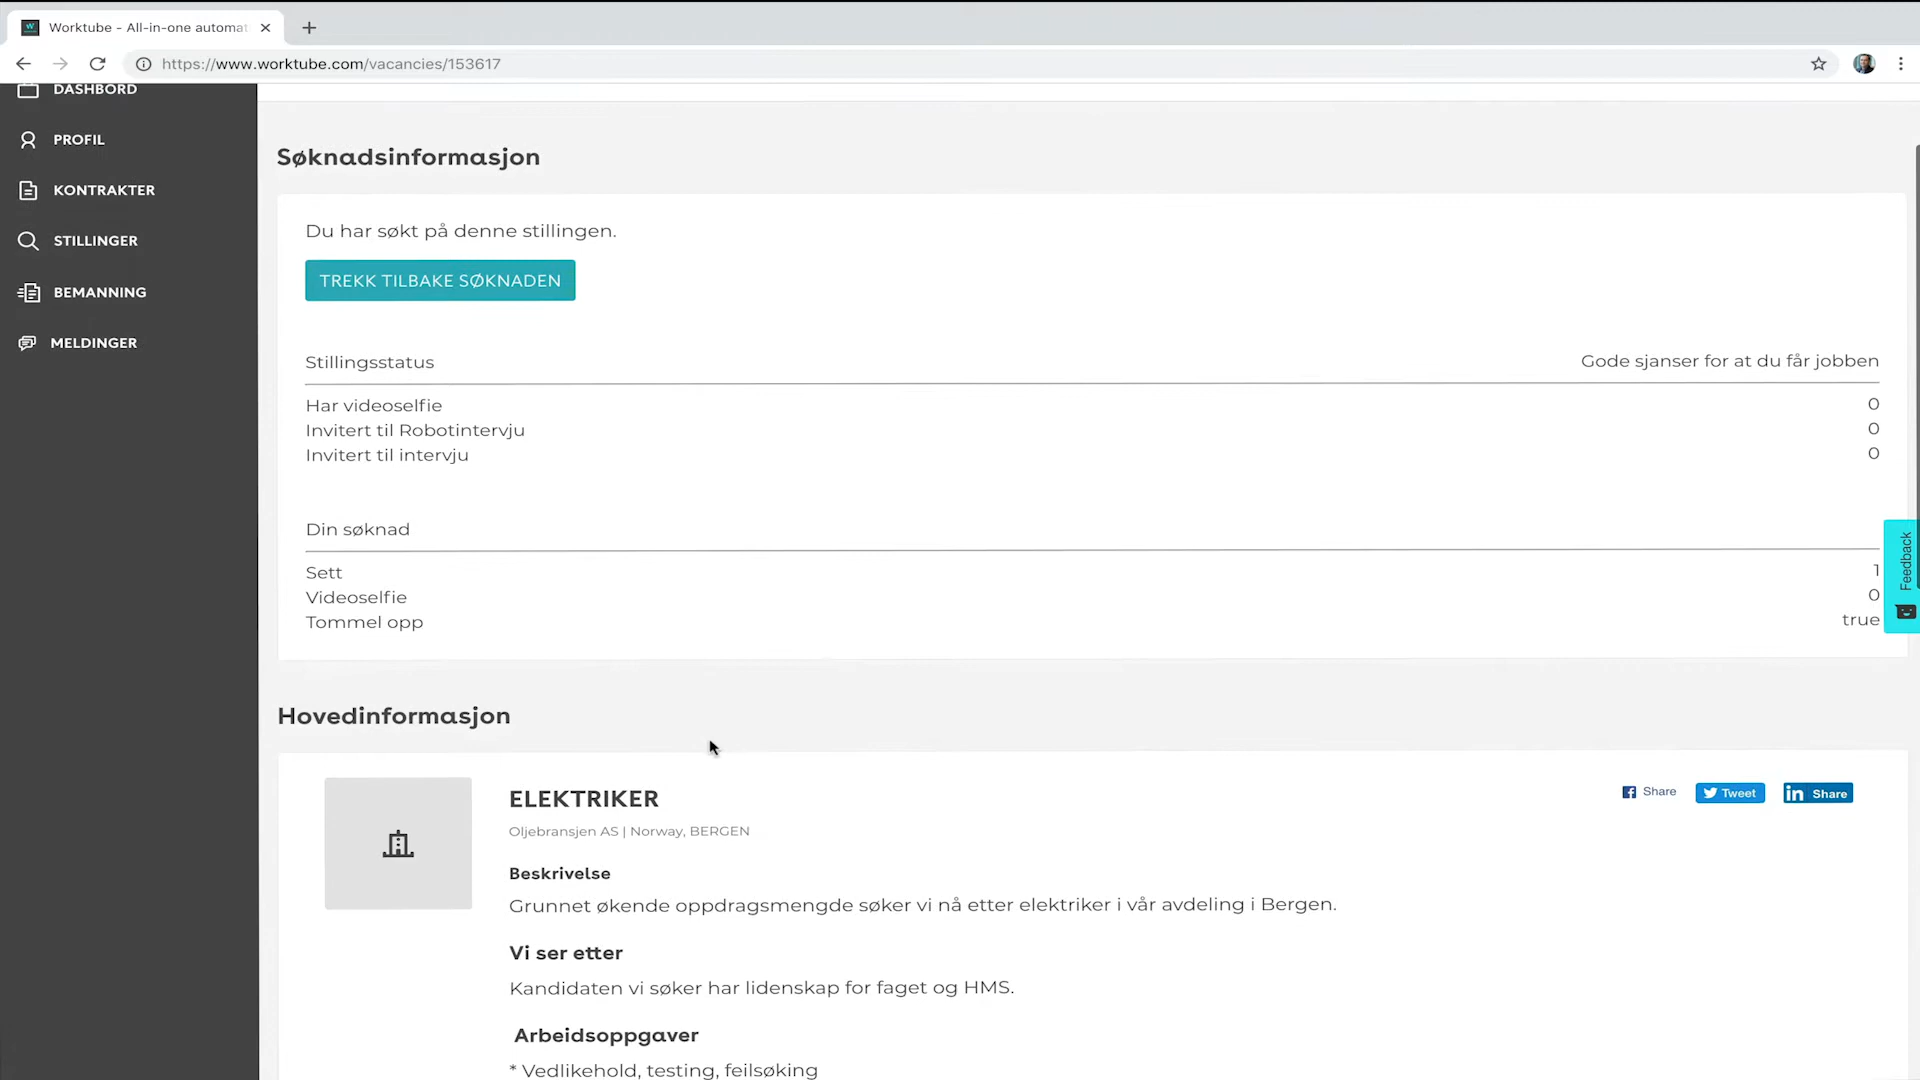 Worktube - All-in-one automat
https://www.worktube.com/vacancies/153617
DASHBORD
PROFIL
KONTRAKTER
STILLINGER
BEMANNING
MELDINGER
Søknadsinformasjon
Du har søkt på denne stillingen.
TREKK TILBAKE SØKNADEN
Stillingsstatus Gode sjanser for at du får jobben
Har videoselfie 0
Invitert til Robotintervju 0
Invitert til intervju 0
Din søknad
Sett 1
Videoselfie 0
Tommel opp true
Feedback
Hovedinformasjon
ELEKTRIKER
Share Tweet in Share
Oljebransjen AS | Norway, BERGEN
Beskrivelse
Grunnet økende oppdragsmengde søker vi nå etter elektriker i vår avdeling i Bergen.
Vi ser etter
Kandidaten vi søker har lidenskap for faget og HMS.
Arbeidsoppgaver
* Vedlikehold, testing, feilsøking